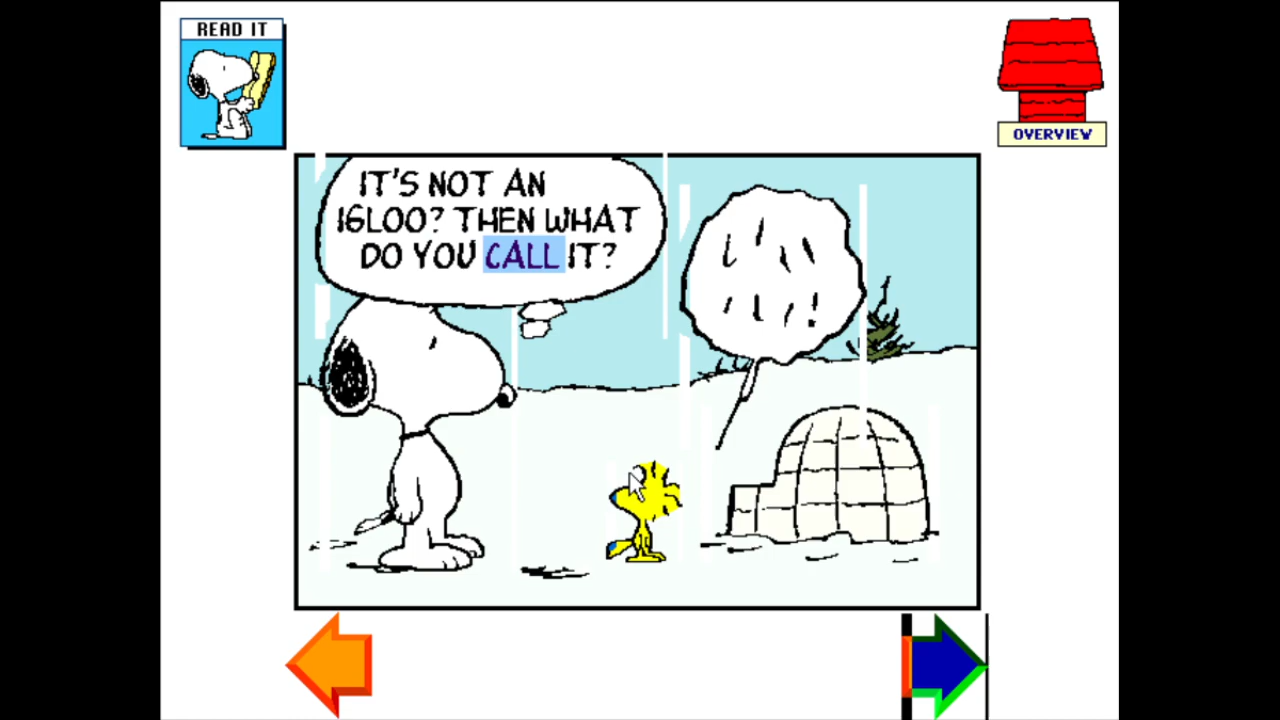 READ IT
OVERVIEW
IT'S NOT AN
IGLOO? THEN WHAT
DO YOU CALL IT?